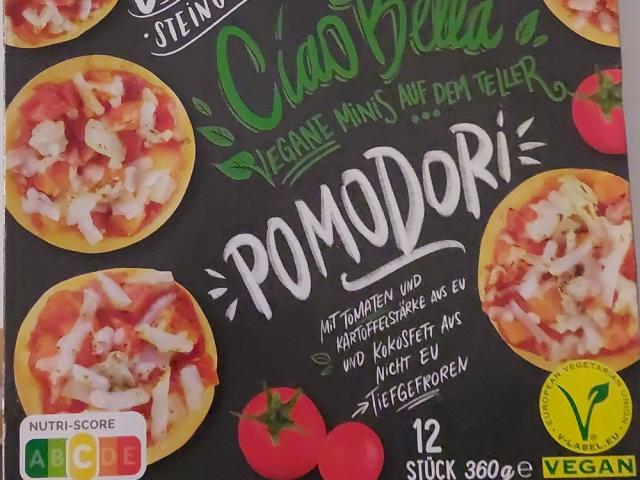 Ciao Bella
VEGANE MINIS AUF DEM TELLER
POMODORI
MIT TOMATEN UND
KARTOFFELSTÄRKE AUS EU
UND KOKOSFETT AUS
NICHT EU
TIEFGEFROREN
NUTRI-SCORE
A B C D E
12
STÜCK 360g e
EUROPEAN VEGETARIAN UNION
V-LABEL.EU
VEGAN